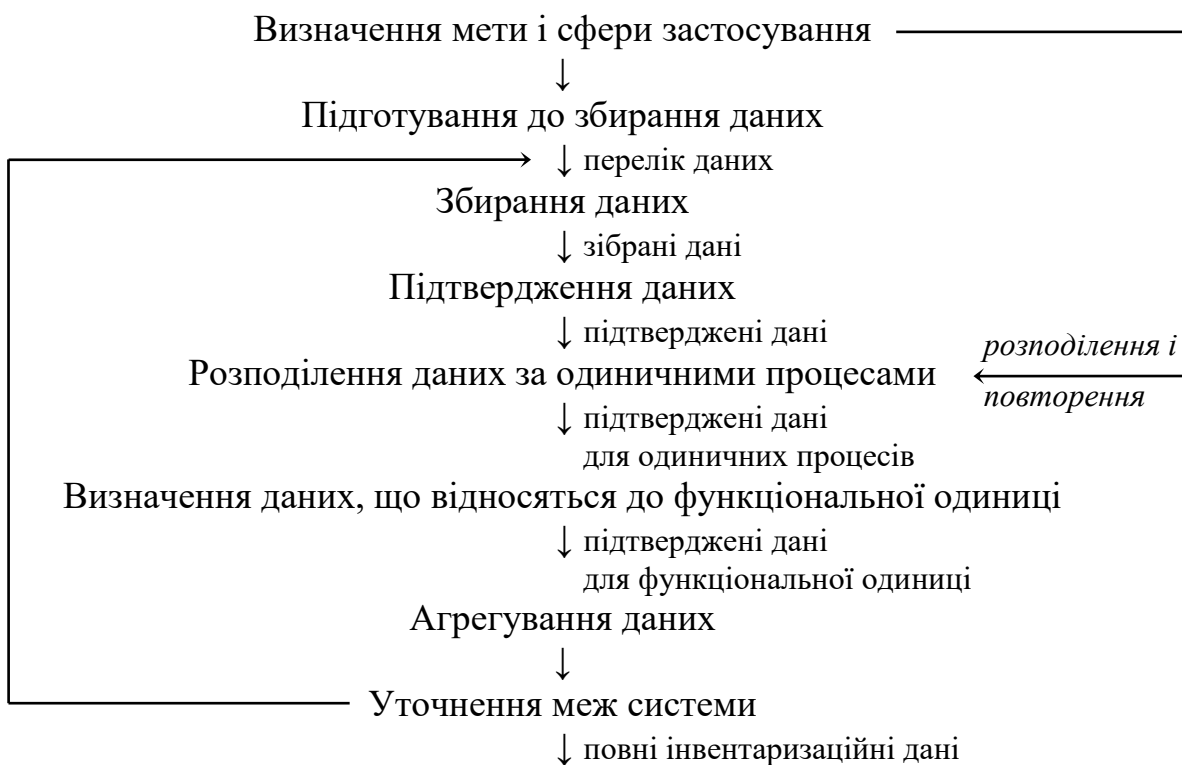 Визначення мети і сфери застосування
↓
Підготування до збирання даних
↓ перелік даних
Збирання даних
↓ зібрані дані
Підтвердження даних
↓ підтверджені дані
розподілення і
Розподілення даних за одиничними процесами
повторення
↓ підтверджені дані
для одиничних процесів
Визначення даних, що відносяться до функціональної одиниці
↓ підтверджені дані
для функціональної одиниці
Агрегування даних
↓
Уточнення меж системи
↓ повні інвентаризаційні дані